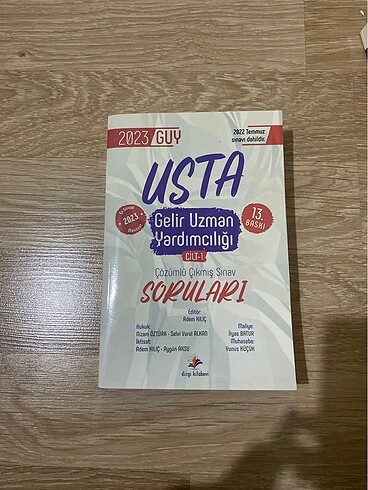 2023 GUY
2022 Temmuz
sınavı dahildir.
USTA
2023
Gelir Uzman
Yardımcılığı
13.
BASKI
CİLT-1
Çözümlü Çıkmış Sınav
SORULARI
Editör:
Adem KILIÇ
Hukuk:
Nizam ÖZTÜRK - Salvi Vural ALKAN
İktisat:
Adem KILIÇ - Aygün AKSU
Maliye:
İlyas BATUR
Muhasebe:
Yunus KÜÇÜK
dizgi kitabevi